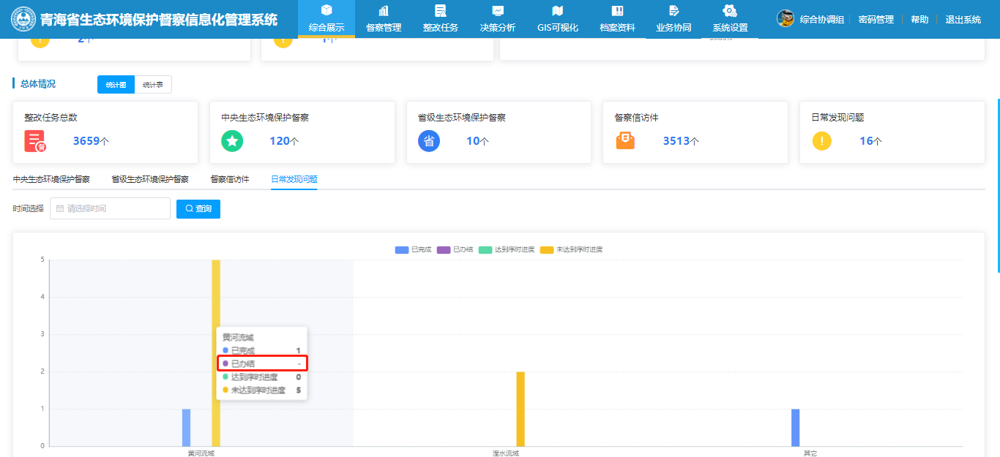 青海省生态环境保护督察信息化管理系统
综合展示 督察管理 整改任务 决策分析 GIS可视化 档案资料 业务协同 系统设置
综合协调组 密码管理 帮助 退出系统
总体情况 统计图 统计表
整改任务总数 中央生态环境保护督察 省级生态环境保护督察 督察信访件 日常发现问题
督 3659个 120个 省 10个 3513个 16个
中央生态环境保护督察 省级生态环境保护督察 督察信访件 日常发现问题
时间选择 请选择时间 查询
已完成 已办结 达到序时进度 未达到序时进度
5
4
3
黄河流域
已完成 1
已办结 -
2
达到序时进度 0
未达到序时进度 5
1
0
黄河流域 湟水流域 其它